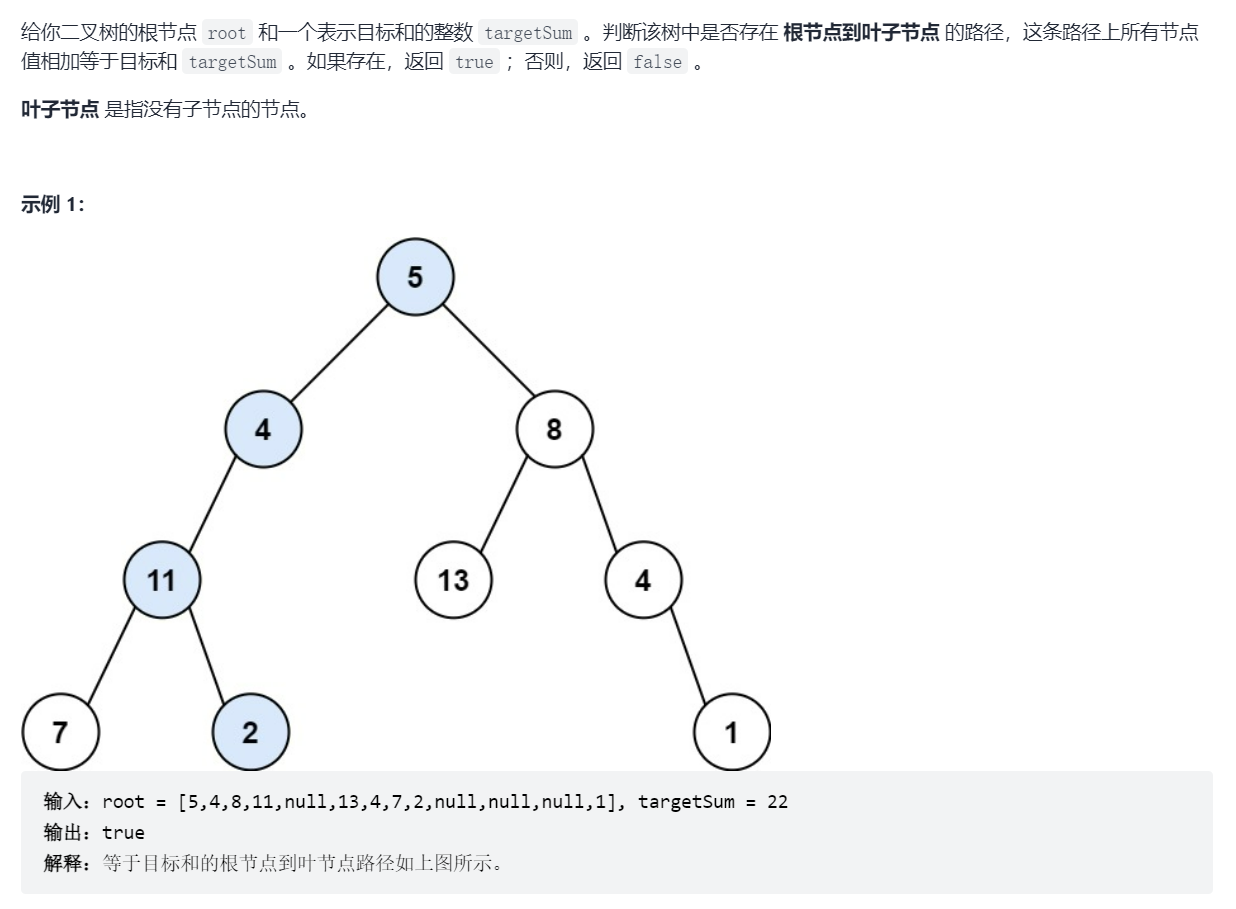 给你二叉树的根节点 root 和一个表示目标和的整数 targetSum 。判断该树中是否存在 根节点到叶子节点 的路径，这条路径上所有节点
值相加等于目标和 targetSum 。如果存在，返回 true ；否则，返回 false 。
叶子节点 是指没有子节点的节点。
示例 1：
5
4 8
11 13 4
7 2 1
输入：root = [5,4,8,11,null,13,4,7,2,null,null,null,1], targetSum = 22
输出：true
解释：等于目标和的根节点到叶节点路径如上图所示。